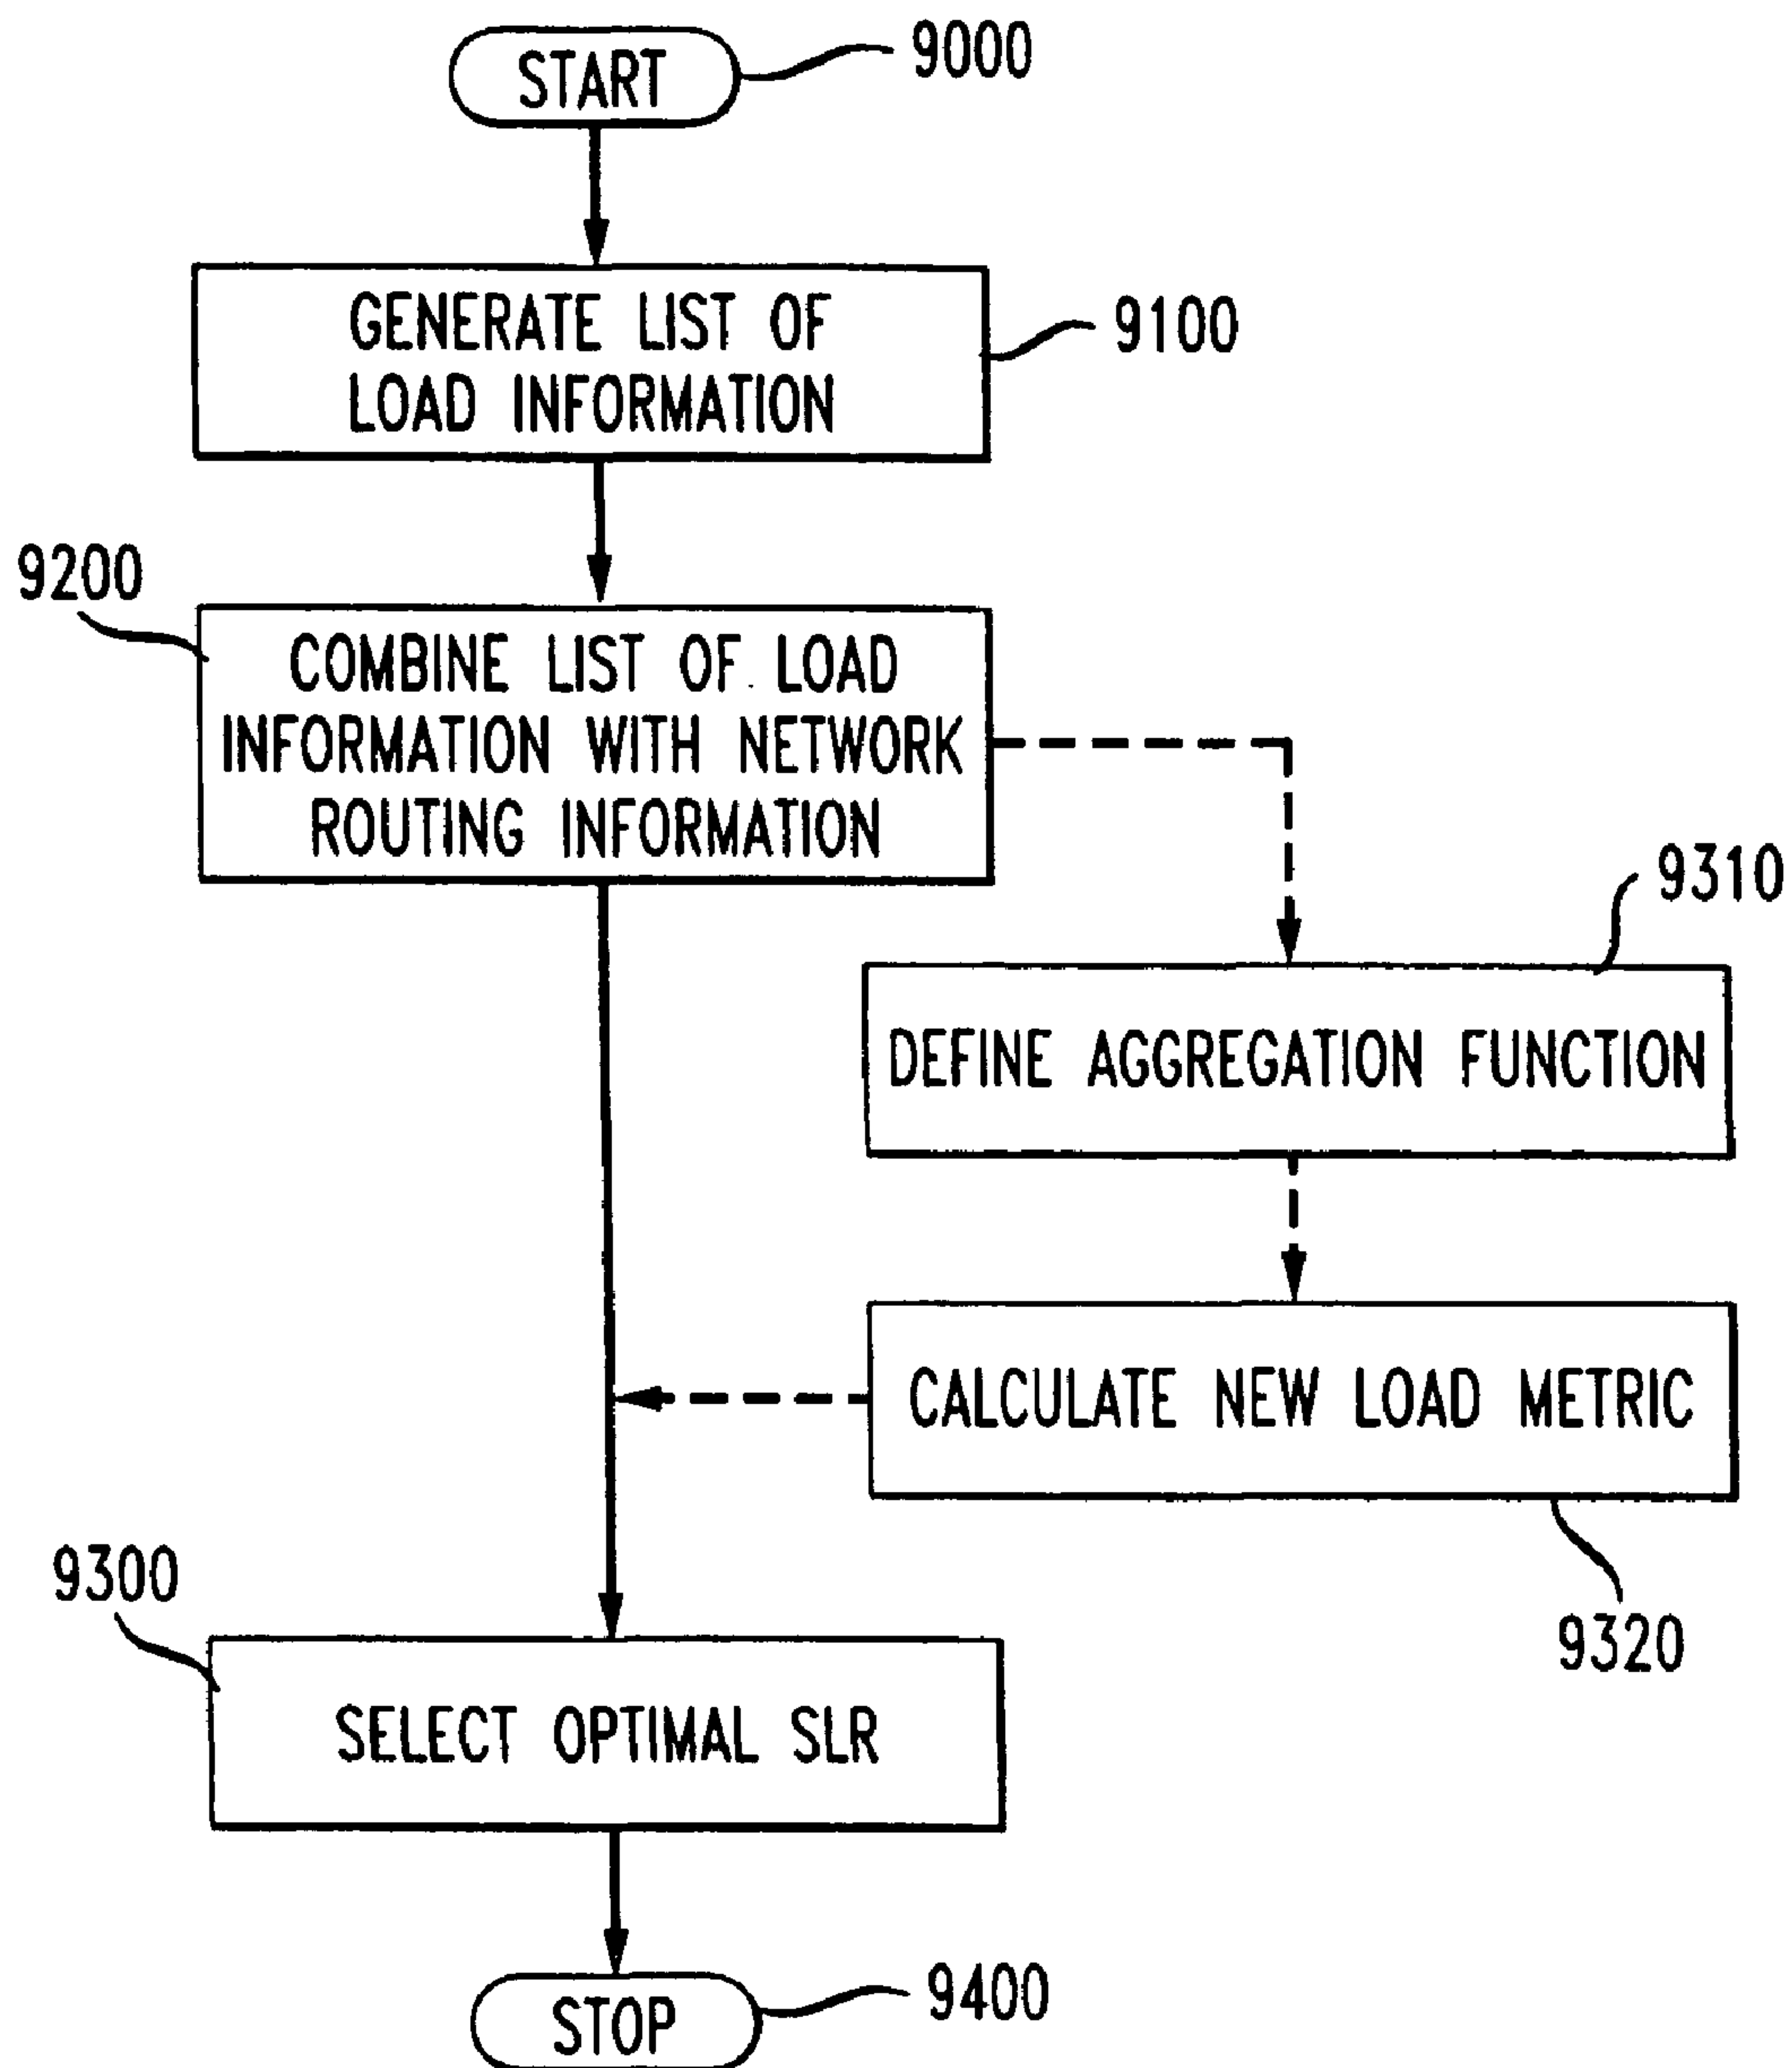 START
9000
GENERATE LIST OF
LOAD INFORMATION
9100
9200
COMBINE LIST OF LOAD
INFORMATION WITH NETWORK
ROUTING INFORMATION
9310
DEFINE AGGREGATION FUNCTION
CALCULATE NEW LOAD METRIC
9320
9300
SELECT OPTIMAL SLR
STOP
9400